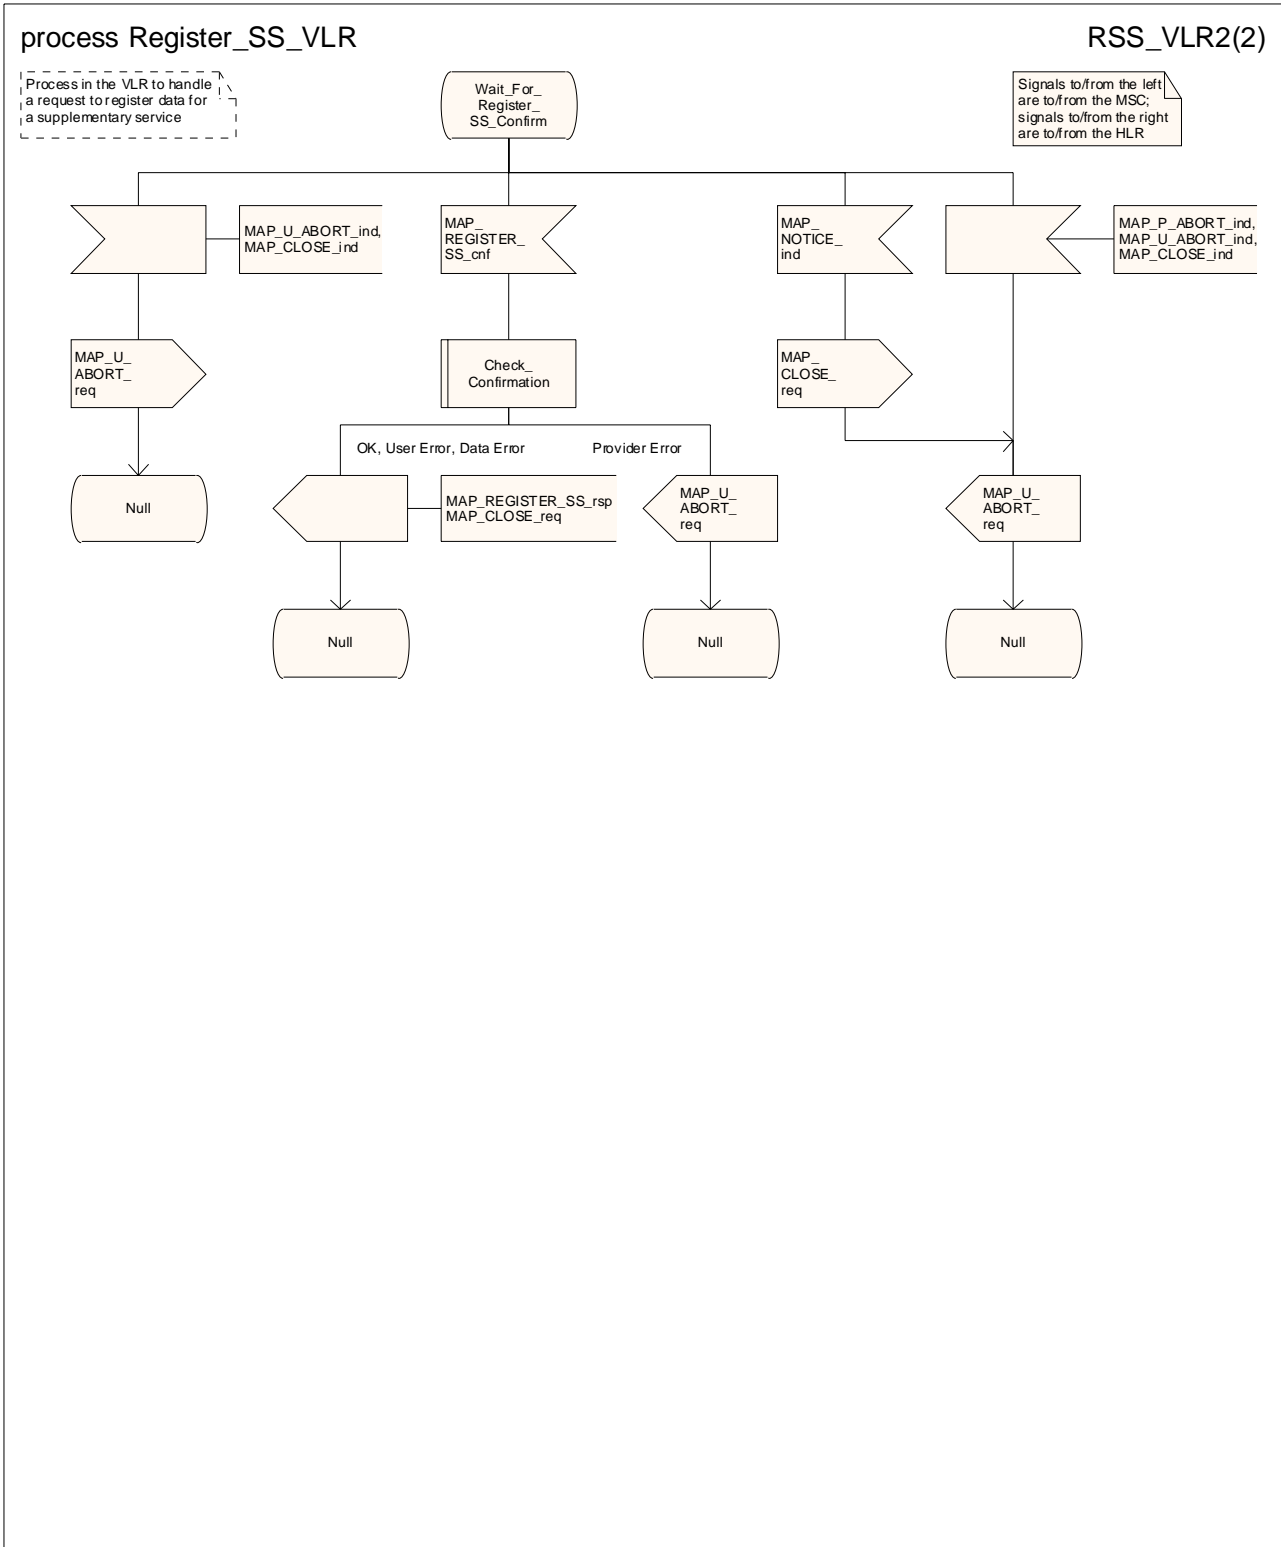 process Register_SS_VLR
RSS_VLR2(2)
Process in the VLR to handle
a request to register data for
a supplementary service
Wait_For_
Register_
SS_Confirm
Signals to/from the left
are to/from the MSC;
signals to/from the right
are to/from the HLR
MAP_U_ABORT_ind,
MAP_CLOSE_ind
MAP_
REGISTER_
SS_cnf
MAP_
NOTICE_
ind
MAP_P_ABORT_ind,
MAP_U_ABORT_ind,
MAP_CLOSE_ind
MAP_U_
ABORT_
req
Check_
Confirmation
MAP_
CLOSE_
req
OK, User Error, Data Error
Provider Error
Null
MAP_REGISTER_SS_rsp
MAP_CLOSE_req
MAP_U_
ABORT_
req
MAP_U_
ABORT_
req
Null
Null
Null